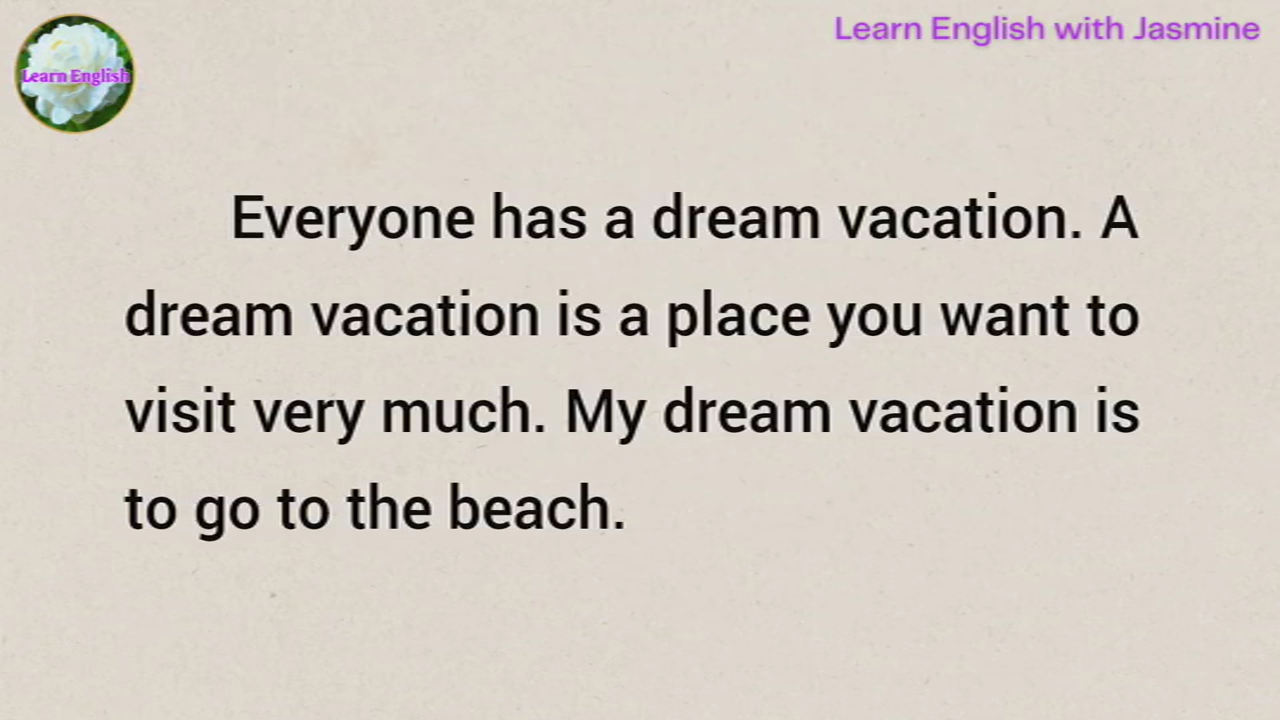 Learn English with Jasmine
Learn English
Everyone has a dream vacation. A
dream vacation is a place you want to
visit very much. My dream vacation is
to go to the beach.